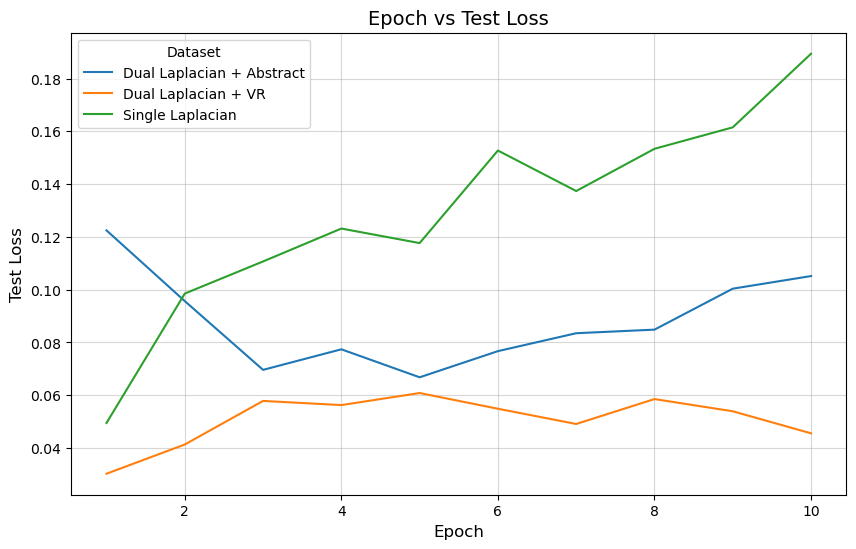 Epoch vs Test Loss
Dataset
Dual Laplacian + Abstract
Dual Laplacian + VR
Single Laplacian
Test Loss
0.18
0.16
0.14
0.12
0.10
0.08
0.06
0.04
2 4 6 8 10
Epoch